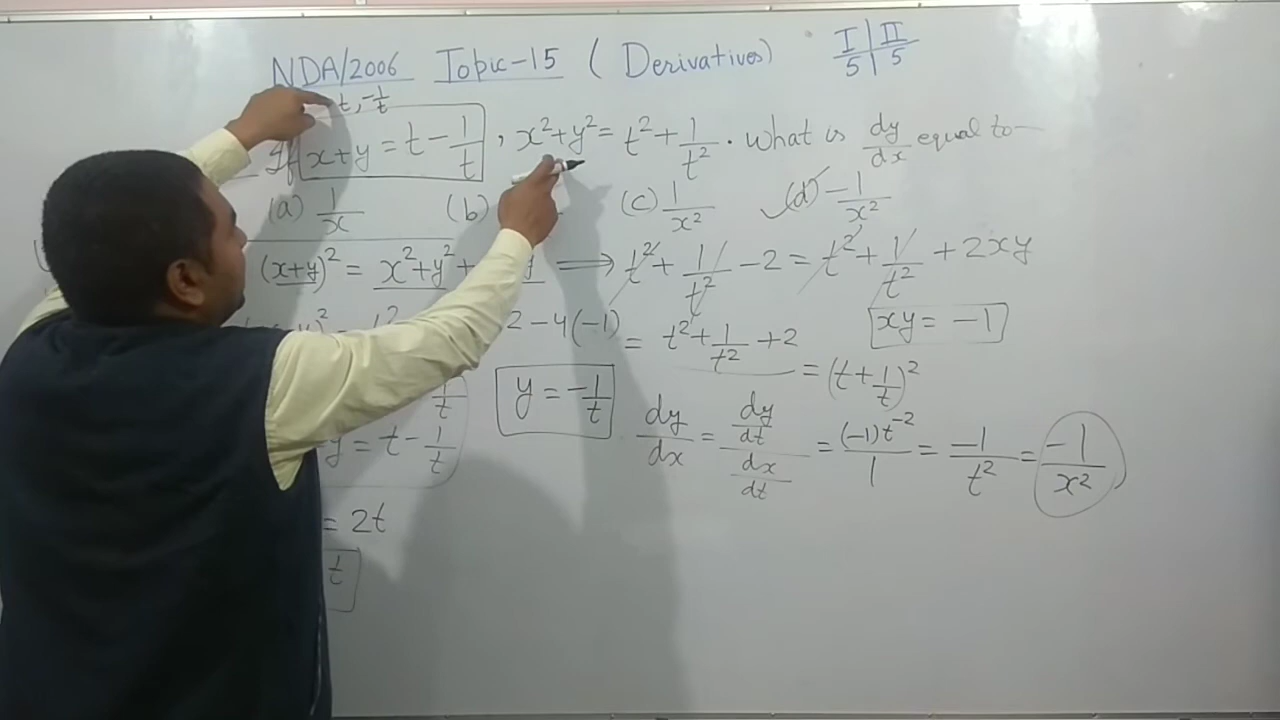 NDA/2006 Topic-15 (Derivatives) I | II
5 | 5
t, -1/t
If x+y = t - 1/t, x²+y² = t² + 1/t². What is dy/dx equal to—
(a) 1/x (b) (c) 1/x² (d) -1/x²
(x+y)² = x²+y²+ y ⟹ t² + 1/t² - 2 = t² + 1/t² + 2xy
xy = -1
2 - 4(-1) = t² + 1/t² + 2
= (t + 1/t)²
1/t
y = -1/t
y = t - 1/t
dy/dx = (dy/dt)/(dx/dt) = (-1)t⁻²/1 = -1/t² = -1/x²
= 2t
t